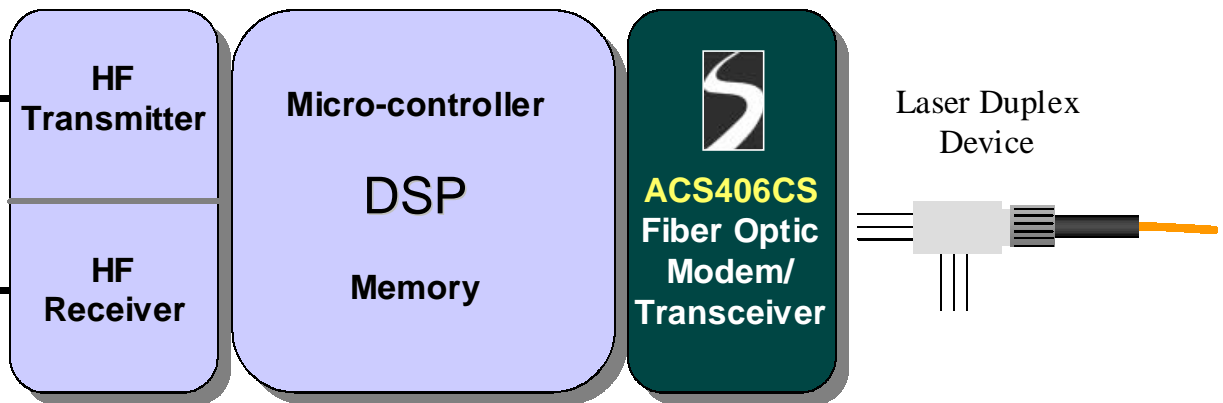 HF
Transmitter
HF
Receiver
Micro-controller
DSP
Memory
ACS406CS
Fiber Optic
Modem/
Transceiver
Laser Duplex
Device